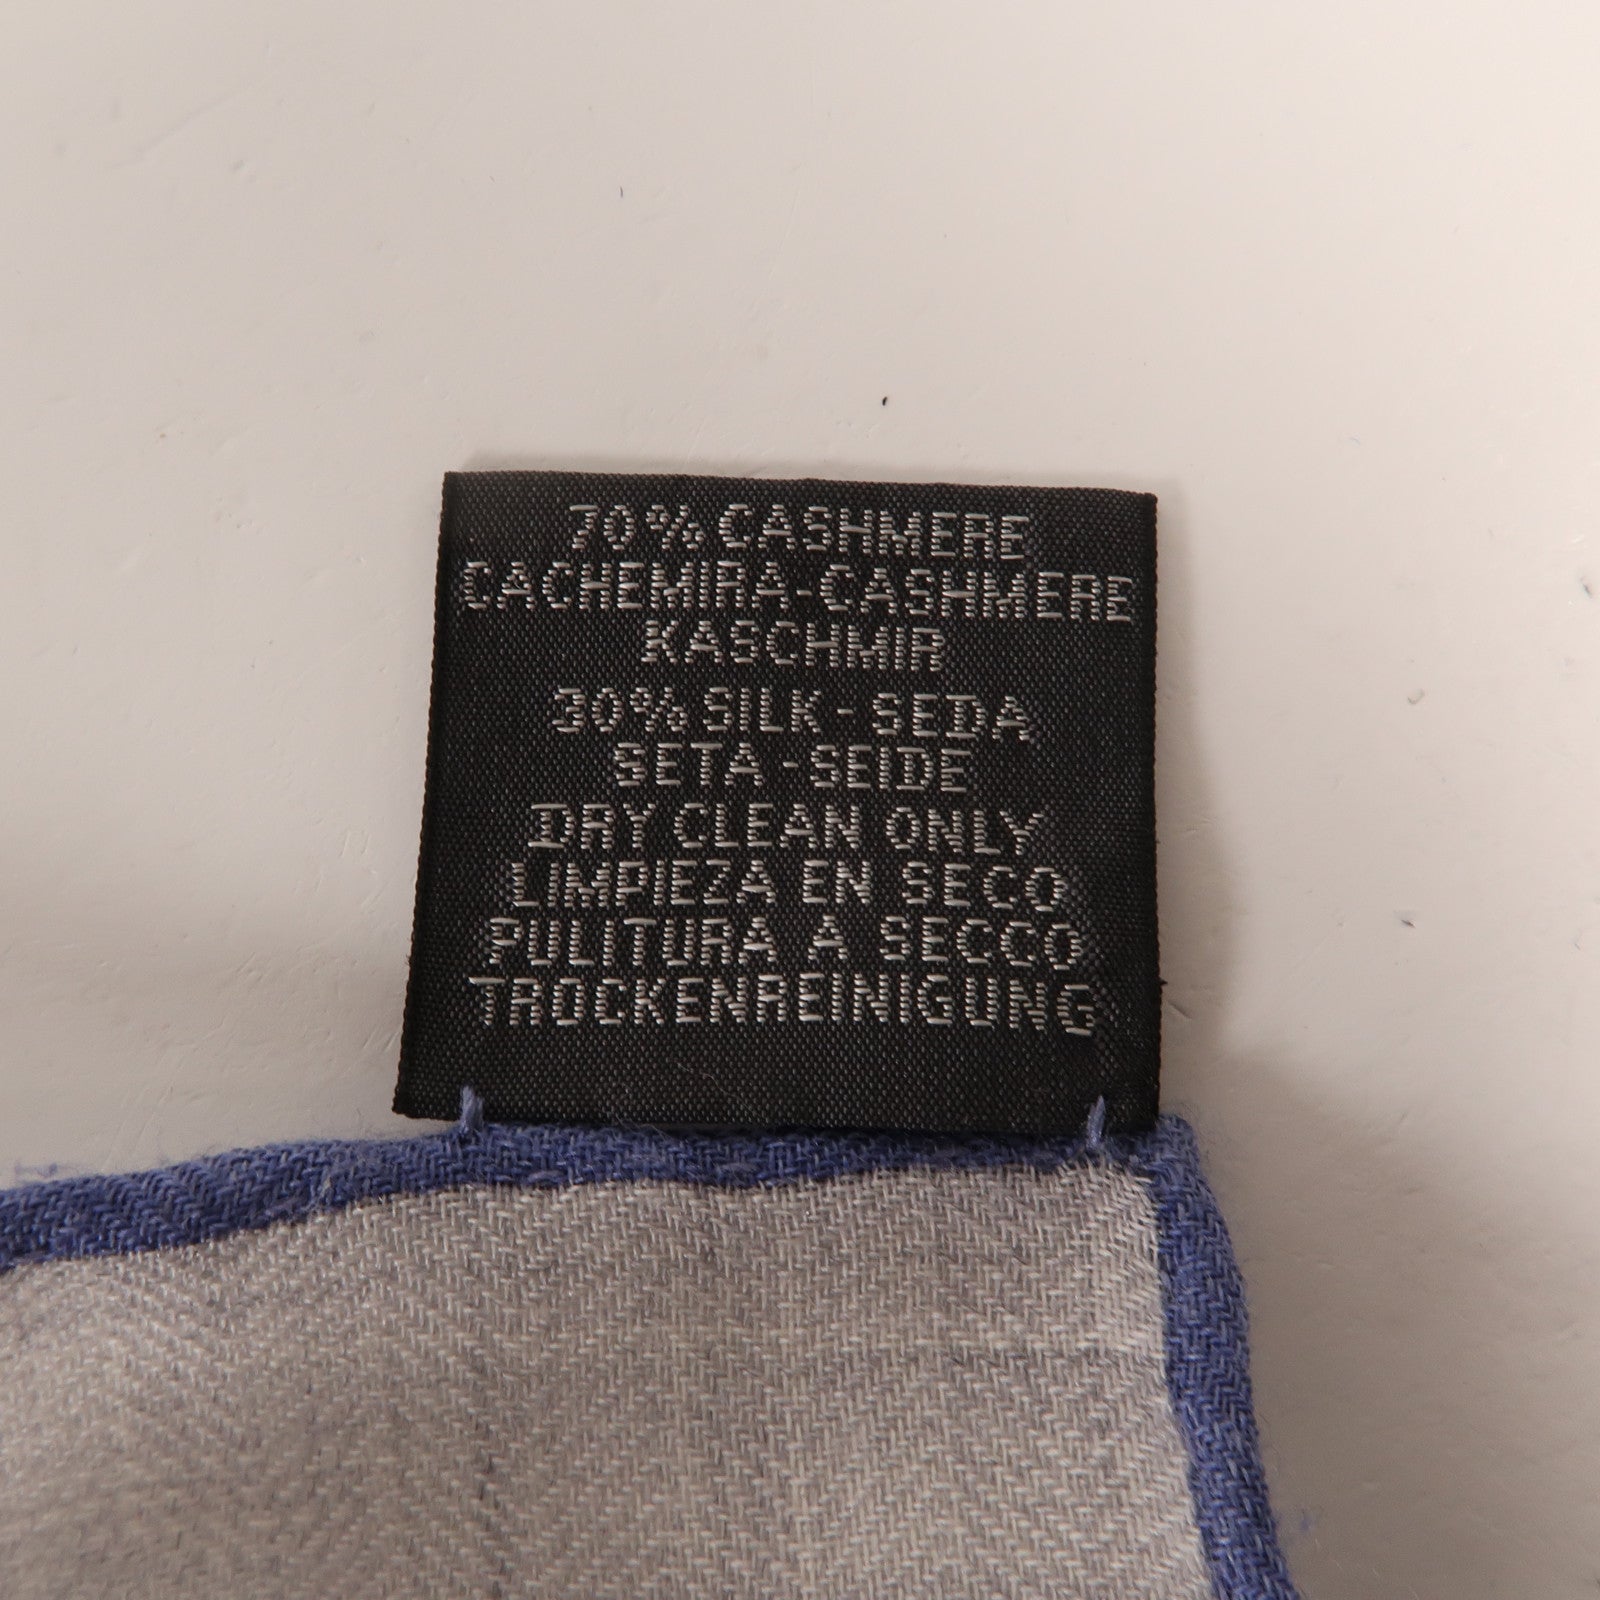 70% CASHMERE
CACHEMIRA-CASHMERE
KASCHMIR
30% SILK - SEDA
SETA - SEIDE
DRY CLEAN ONLY
LIMPIEZA EN SECO
PULITURA A SECCO
TROCKENREINIGUNG